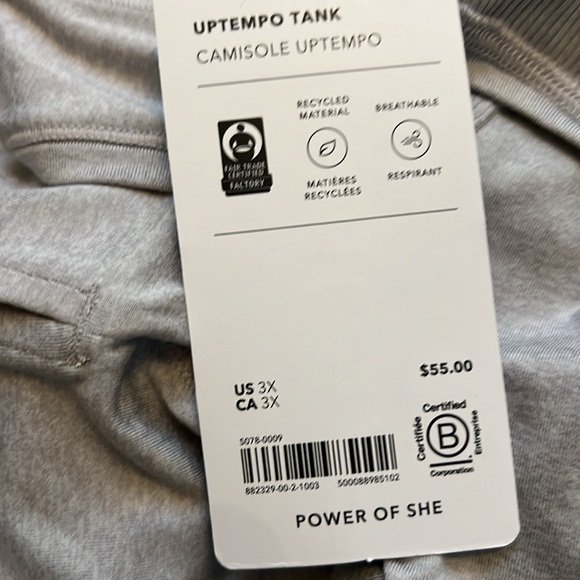 UPTEMPO TANK
CAMISOLE UPTEMPO
FAIR TRADE
CERTIFIED
FACTORY
RECYCLED
MATERIAL
MATIÈRES
RECYCLÉES
BREATHABLE
RESPIRANT
US 3X
CA 3X
$55.00
5078-0009
882329-00-2-1003 500088985102
Certified
Certifiée
B
Entreprise
Corporation
POWER OF SHE